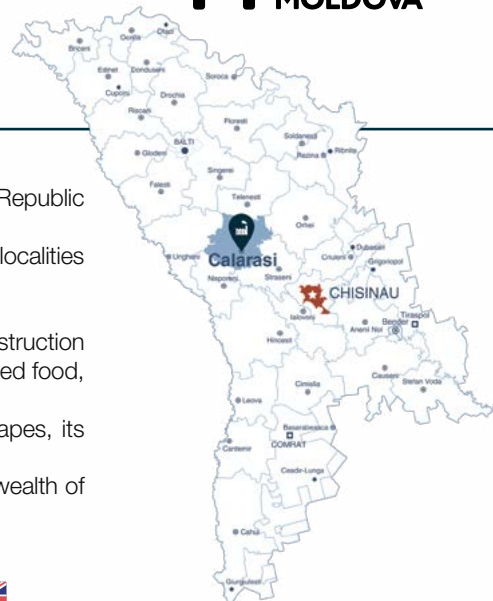 MOLDOVA
Republic
localities
struction
ed food,
apes, its
wealth of
Briceni
Ocnita
Otaci
Edinet
Donduseni
Cupcini
Soroca
Drochia
Riscani
Floresti
BALTI
Soldanesti
Glodeni
Rezina
Ribnita
Singerei
Falesti
Telenesti
Orhei
Calarasi
Ungheni
Dubasari
Criuleni
Grigoriopol
Nisporeni
Straseni
CHISINAU
Ialoveni
Tiraspol
Anenii Noi
Bender
Hincesti
Causeni
Stefan Voda
Cimislia
Leova
Basarabeasca
COMRAT
Cantemir
Ceadir-Lunga
Cahul
Giurgiulesti